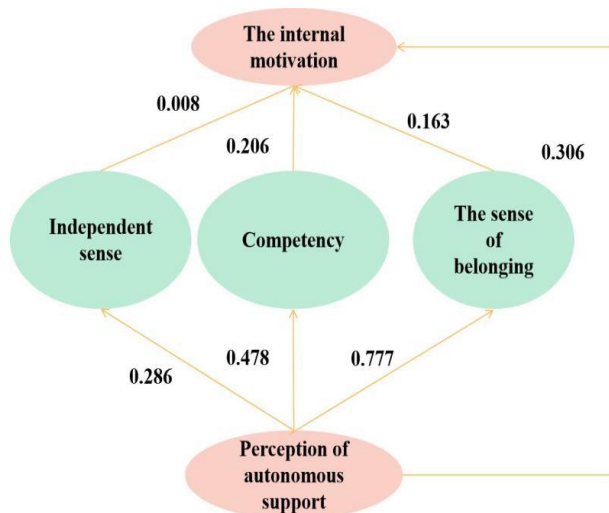 The internal
motivation
0.008
0.206
0.163
0.306
Independent
sense
Competency
The sense
of
belonging
0.286
0.478
0.777
Perception of
autonomous
support